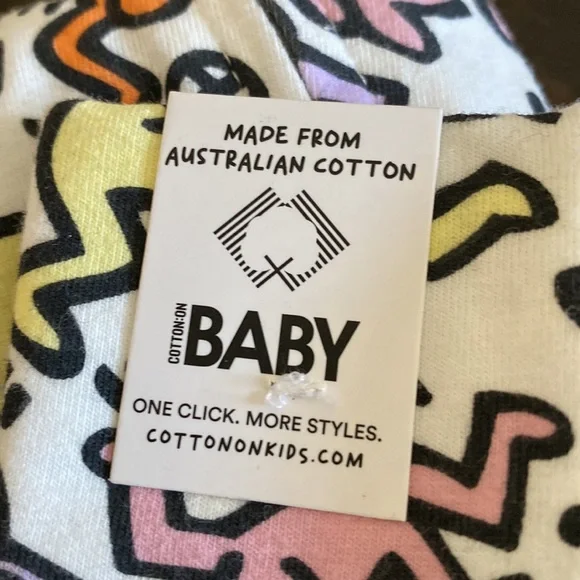 MADE FROM
AUSTRALIAN COTTON
COTTON:ON
BABY
ONE CLICK. MORE STYLES.
COTTONONKIDS.COM